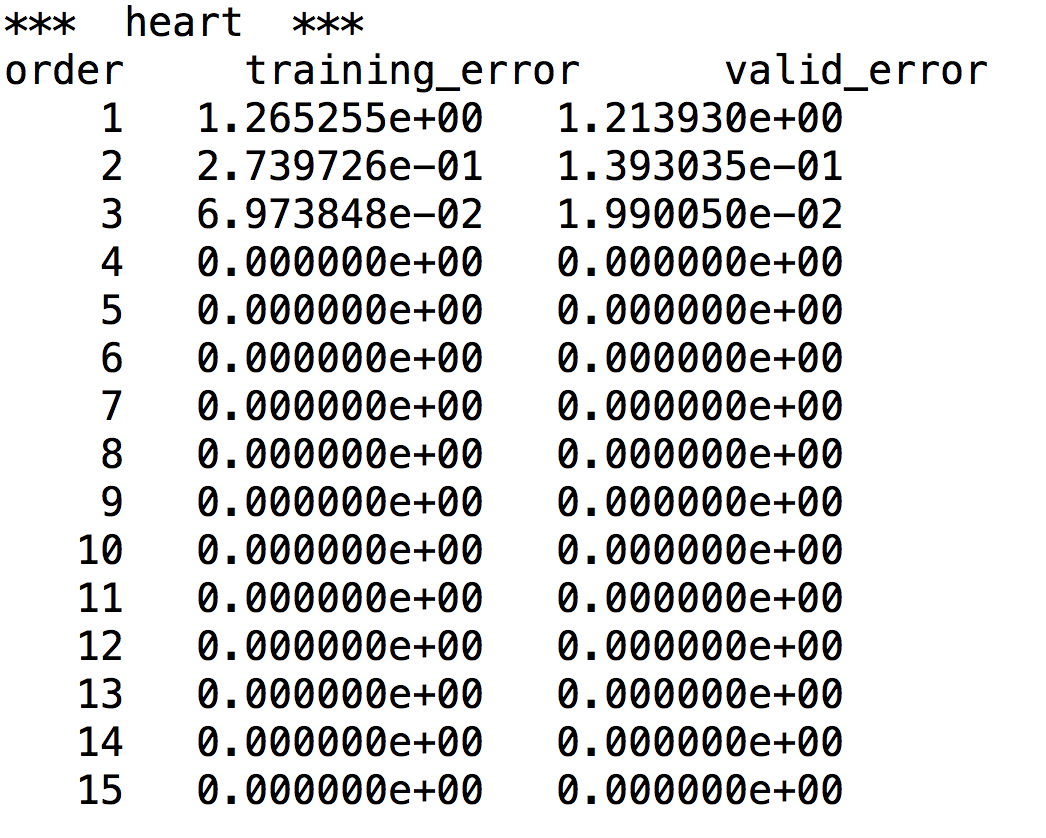 ***  heart  ***
order     training_error      valid_error
    1   1.265255e+00   1.213930e+00
    2   2.739726e-01   1.393035e-01
    3   6.973848e-02   1.990050e-02
    4   0.000000e+00   0.000000e+00
    5   0.000000e+00   0.000000e+00
    6   0.000000e+00   0.000000e+00
    7   0.000000e+00   0.000000e+00
    8   0.000000e+00   0.000000e+00
    9   0.000000e+00   0.000000e+00
   10   0.000000e+00   0.000000e+00
   11   0.000000e+00   0.000000e+00
   12   0.000000e+00   0.000000e+00
   13   0.000000e+00   0.000000e+00
   14   0.000000e+00   0.000000e+00
   15   0.000000e+00   0.000000e+00